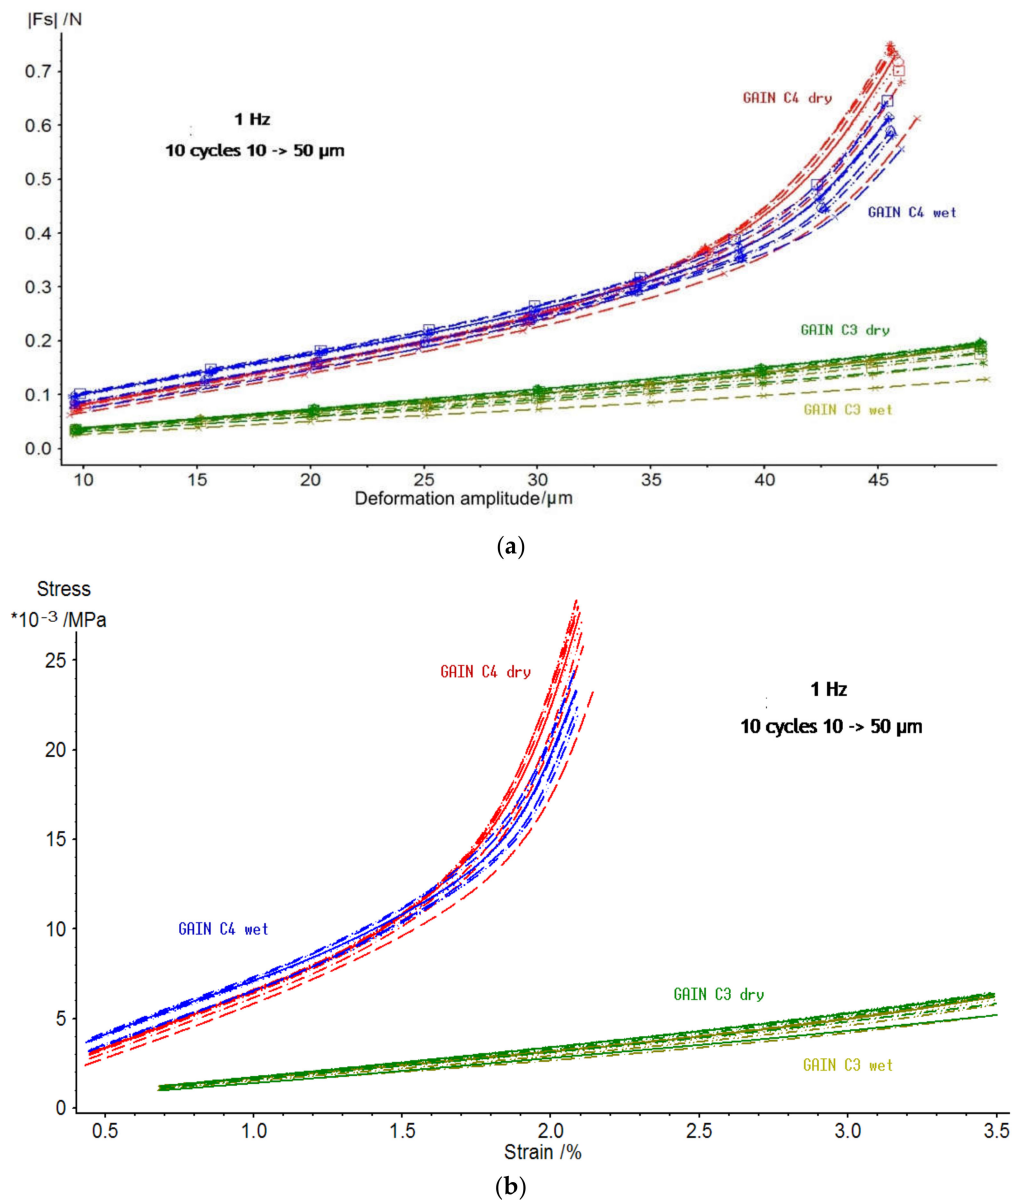 |Fs| /N
0.7
GAIN C4 dry
1 Hz
0.6
10 cycles 10 -> 50 µm
0.5
GAIN C4 wet
0.4
0.3
GAIN C3 dry
0.2
0.1
GAIN C3 wet
0.0
10 15 20 25 30 35 40 45
Deformation amplitude/µm
(a)
Stress
*10⁻³ /MPa
25
GAIN C4 dry
1 Hz
10 cycles 10 -> 50 µm
20
15
GAIN C4 wet
10
GAIN C3 dry
5
GAIN C3 wet
0
0.5 1.0 1.5 2.0 2.5 3.0 3.5
Strain /%
(b)